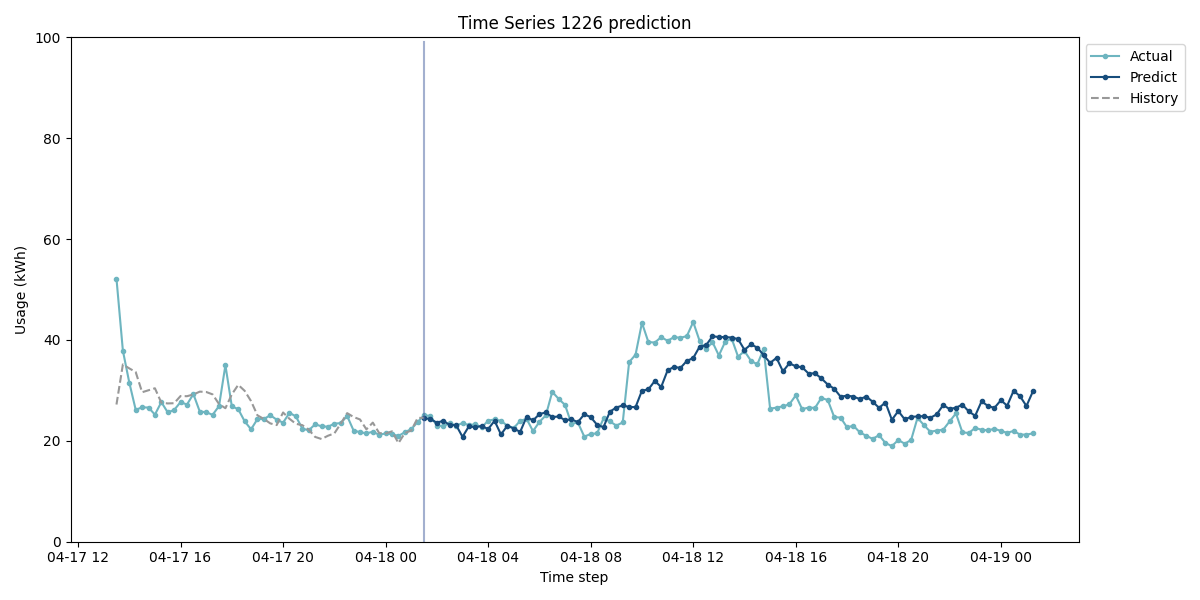 Time Series 1226 prediction
100
80
60
40
20
0
Usage (kWh)
04-17 12 04-17 16 04-17 20 04-18 00 04-18 04 04-18 08 04-18 12 04-18 16 04-18 20 04-19 00
Time step
Actual
Predict
History